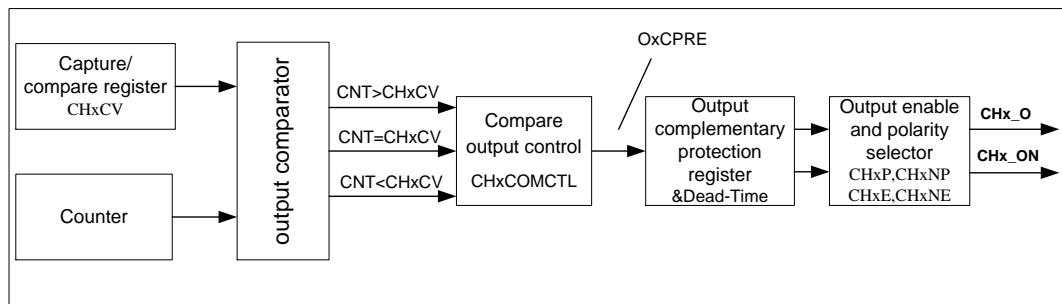 OxCPRE
Capture/
compare register
CHxCV
Counter
output comparator
CNT>CHxCV
CNT=CHxCV
CNT<CHxCV
Compare
output control
CHxCOMCTL
Output
complementary
protection
register
&Dead-Time
Output enable
and polarity
selector
CHxP,CHxNP
CHxE,CHxNE
CHx_O
CHx_ON